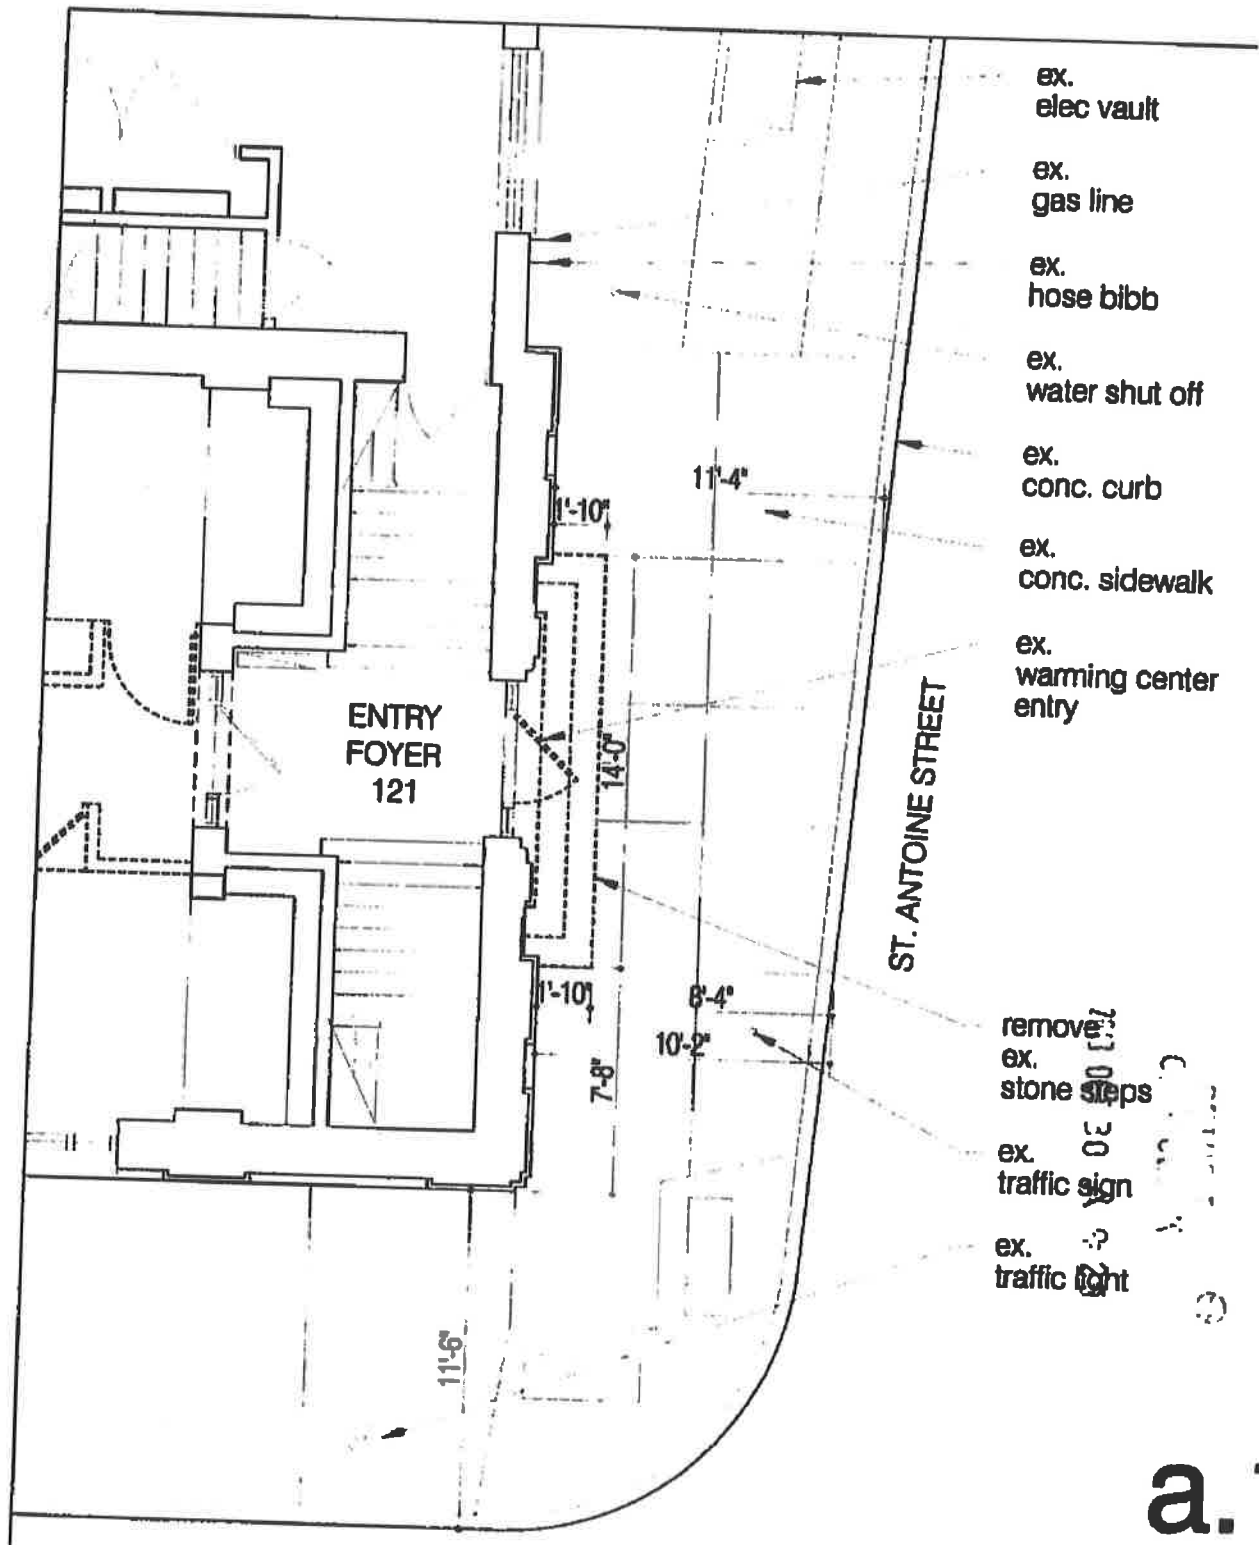 ex.
elec vault
ex.
gas line
ex.
hose bibb
ex.
water shut off
ex.
conc. curb
11'-4"
1'-10"
ex.
conc. sidewalk
ex.
warming center
entry
ENTRY
FOYER
121
14'-0"
ST. ANTOINE STREET
1'-10"
8'-4"
10'-2"
7'-8"
remove
ex.
stone steps
ex.
traffic sign
ex.
traffic light
11'-6"
a.